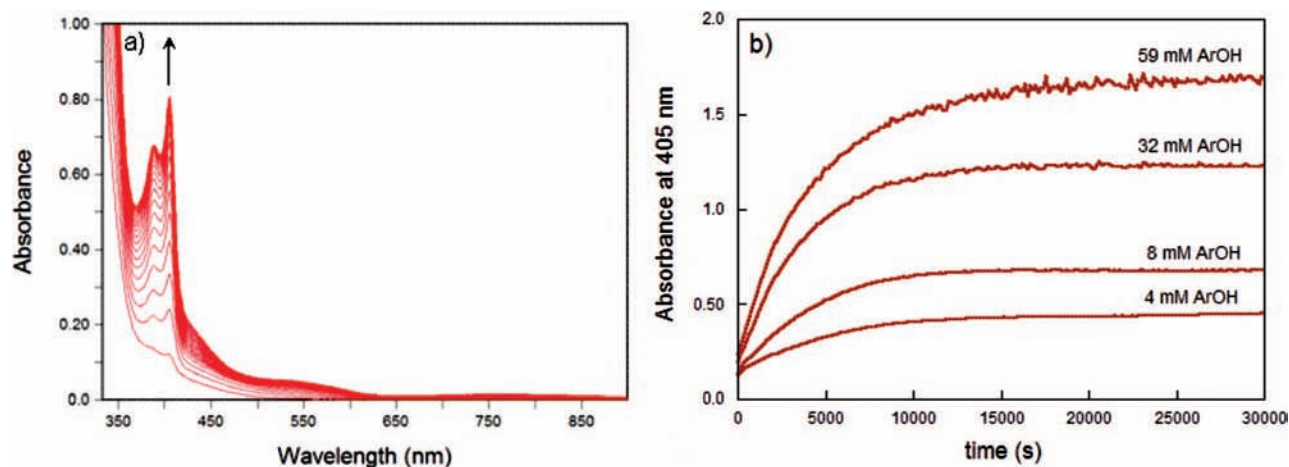 a)
1.00
0.80
0.60
0.40
0.20
0.0
Absorbance
350 450 550 650 750 850
Wavelength (nm)
b)
2.0
1.5
1.0
0.50
0.0
Absorbance at 405 nm
59 mM ArOH
32 mM ArOH
8 mM ArOH
4 mM ArOH
0 5000 10000 15000 20000 25000 30000
time (s)